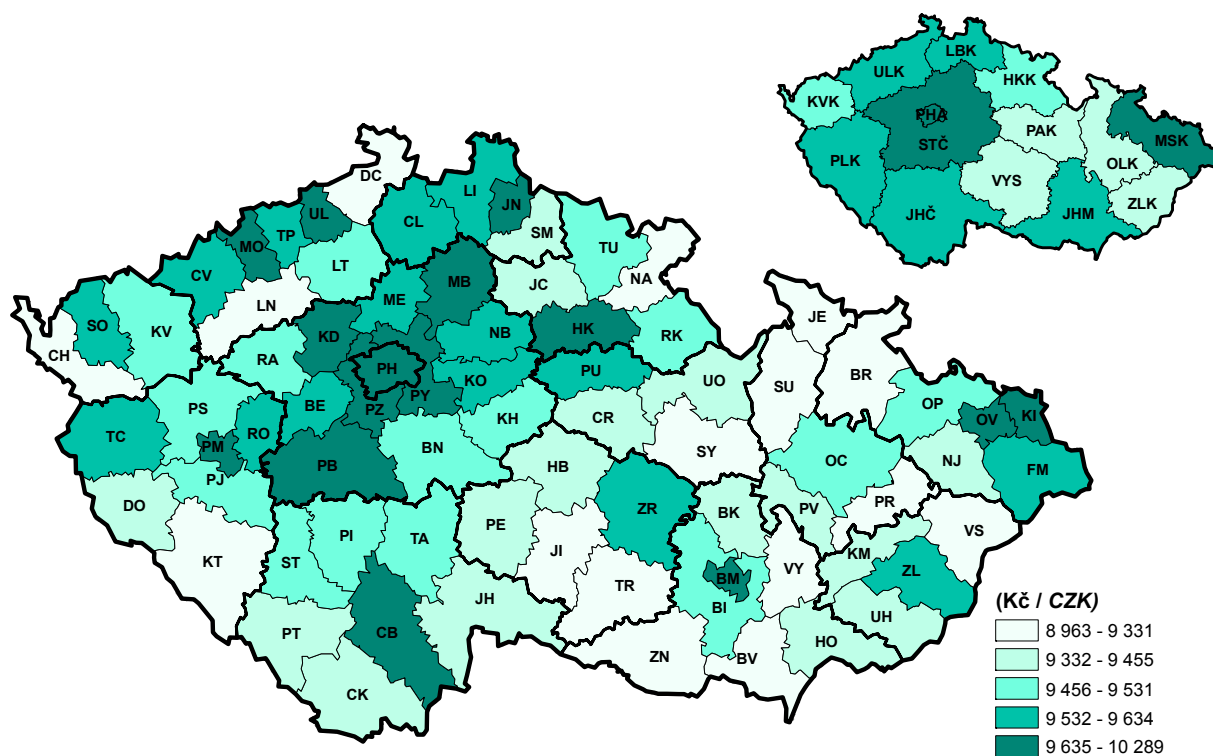 LBK
ULK
HKK
KVK
PHA
PAK
MSK
STČ
PLK
OLK
VYS
ZLK
JHČ
JHM
DC
LI
UL
JN
CL
MO
TP
SM
TU
LT
CV
MB
NA
JC
ME
LN
SO
KV
NB
HK
KD
RK
JE
CH
RA
PH
PU
UO
SU
BR
KO
PY
BE
PZ
PS
CR
OP
OV
KI
TC
RO
KH
PM
BN
SY
OC
PB
HB
NJ
FM
PJ
DO
ZR
PV
PR
BK
PE
VS
PI
TA
KM
JI
KT
ST
VY
ZL
BM
TR
JH
BI
UH
(Kč / CZK)
PT
CB
HO
8 963 - 9 331
ZN
BV
9 332 - 9 455
CK
9 456 - 9 531
9 532 - 9 634
9 635 - 10 289